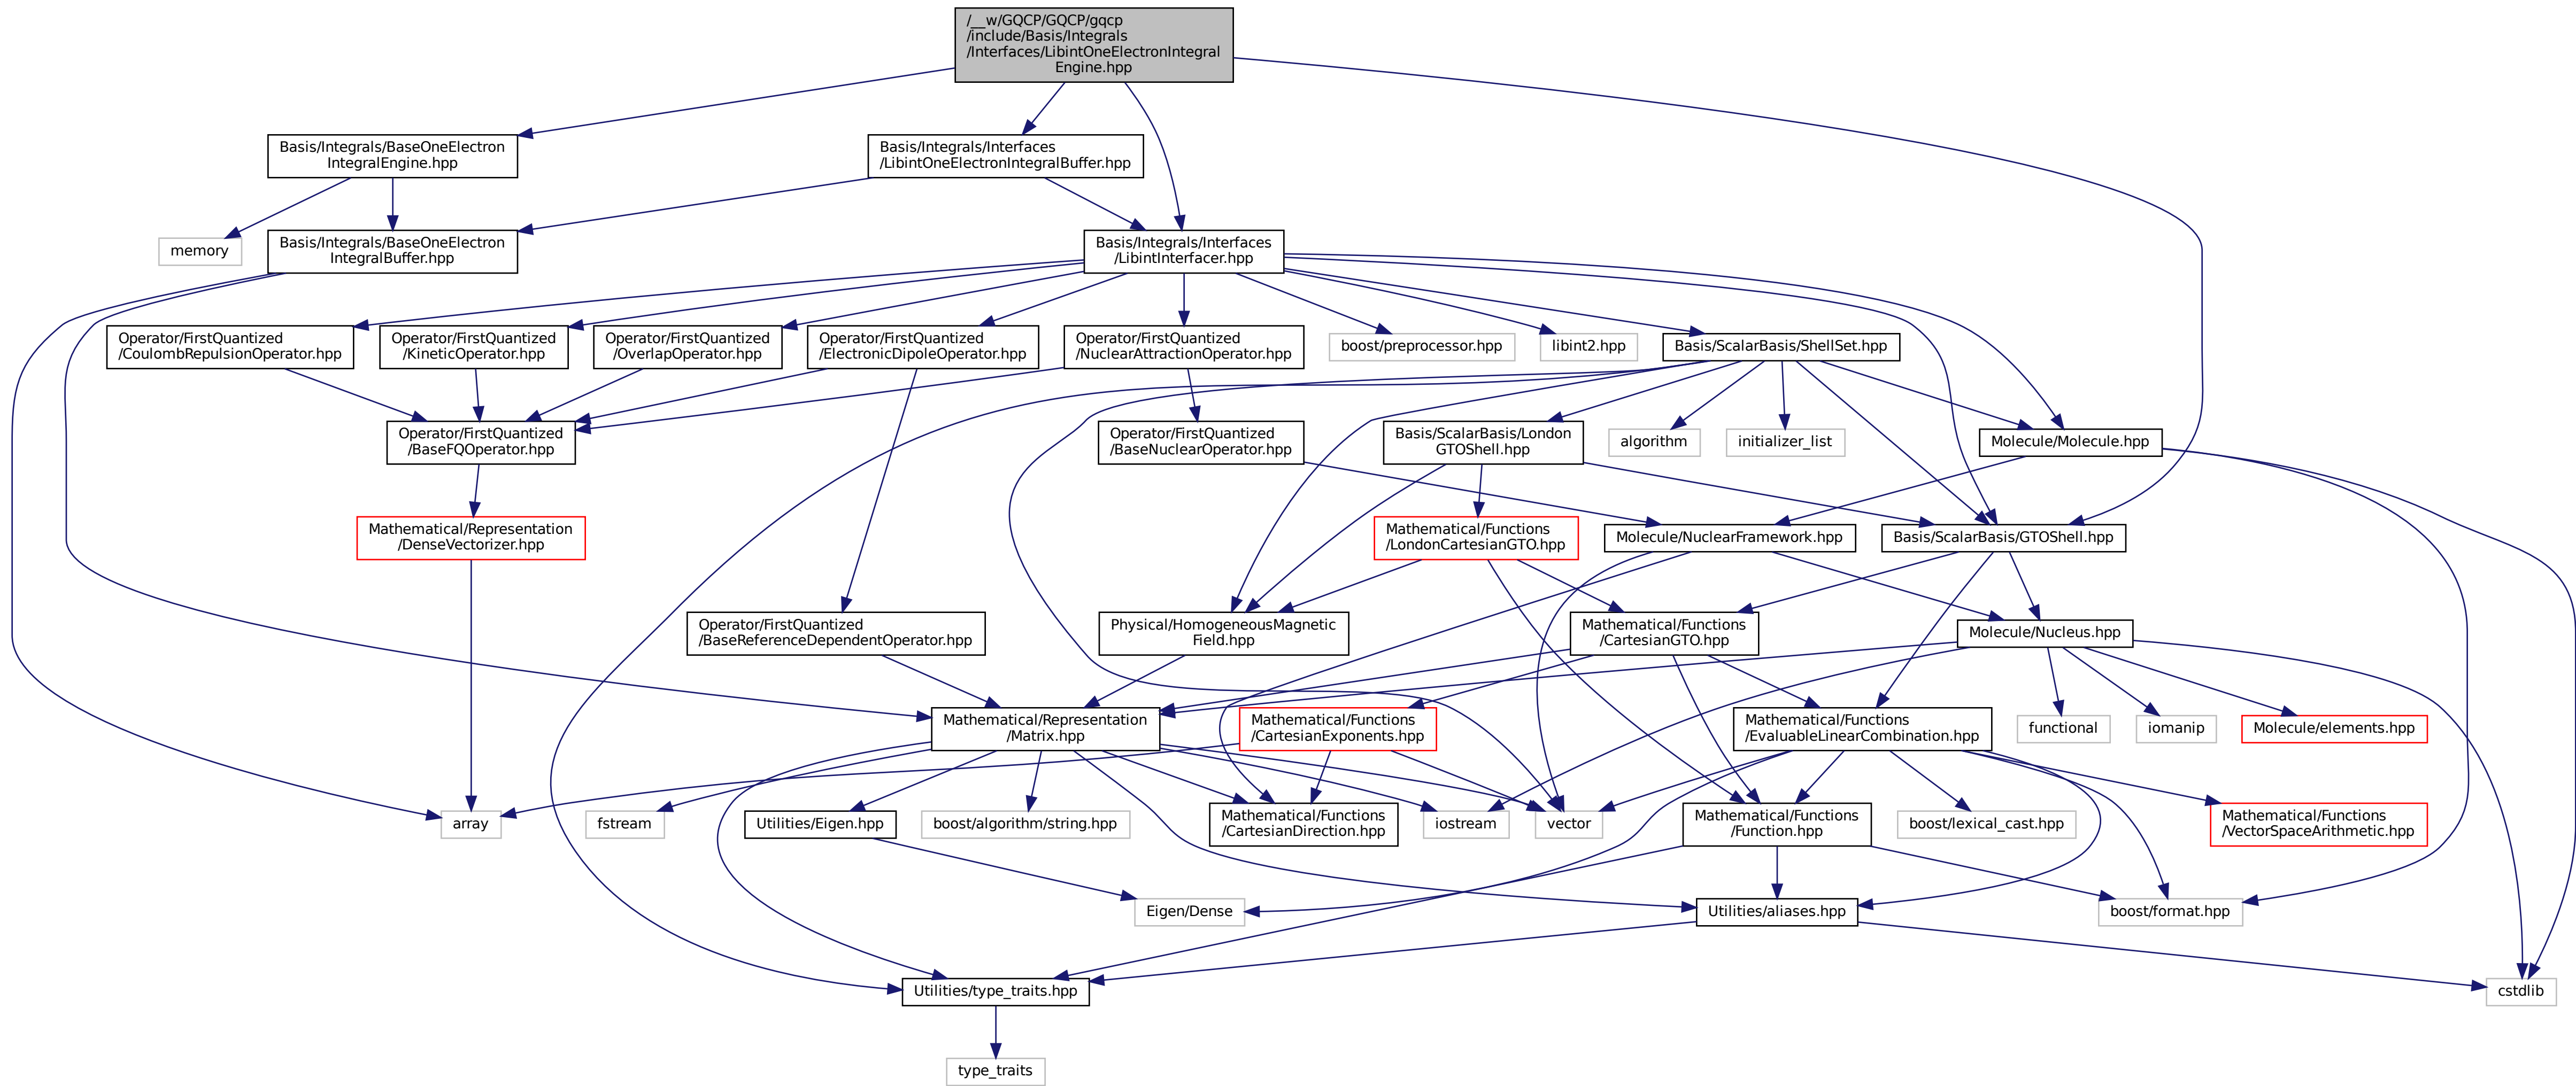 /__w/GQCP/GQCP/gqcp
/include/Basis/Integrals
/Interfaces/LibintOneElectronIntegral
Engine.hpp
Basis/Integrals/BaseOneElectron
IntegralEngine.hpp
Basis/Integrals/Interfaces
/LibintOneElectronIntegralBuffer.hpp
memory
Basis/Integrals/BaseOneElectron
IntegralBuffer.hpp
Basis/Integrals/Interfaces
/LibintInterfacer.hpp
Operator/FirstQuantized
/CoulombRepulsionOperator.hpp
Operator/FirstQuantized
/KineticOperator.hpp
Operator/FirstQuantized
/OverlapOperator.hpp
Operator/FirstQuantized
/ElectronicDipoleOperator.hpp
Operator/FirstQuantized
/NuclearAttractionOperator.hpp
boost/preprocessor.hpp
libint2.hpp
Basis/ScalarBasis/ShellSet.hpp
Operator/FirstQuantized
/BaseFQOperator.hpp
Operator/FirstQuantized
/BaseNuclearOperator.hpp
Basis/ScalarBasis/London
GTOShell.hpp
algorithm
initializer_list
Molecule/Molecule.hpp
Mathematical/Representation
/DenseVectorizer.hpp
Mathematical/Functions
/LondonCartesianGTO.hpp
Molecule/NuclearFramework.hpp
Basis/ScalarBasis/GTOShell.hpp
Operator/FirstQuantized
/BaseReferenceDependentOperator.hpp
Physical/HomogeneousMagnetic
Field.hpp
Mathematical/Functions
/CartesianGTO.hpp
Molecule/Nucleus.hpp
Mathematical/Representation
/Matrix.hpp
Mathematical/Functions
/CartesianExponents.hpp
Mathematical/Functions
/EvaluableLinearCombination.hpp
functional
iomanip
Molecule/elements.hpp
array
fstream
Utilities/Eigen.hpp
boost/algorithm/string.hpp
Mathematical/Functions
/CartesianDirection.hpp
iostream
vector
Mathematical/Functions
/Function.hpp
boost/lexical_cast.hpp
Mathematical/Functions
/VectorSpaceArithmetic.hpp
Eigen/Dense
Utilities/aliases.hpp
boost/format.hpp
Utilities/type_traits.hpp
cstdlib
type_traits